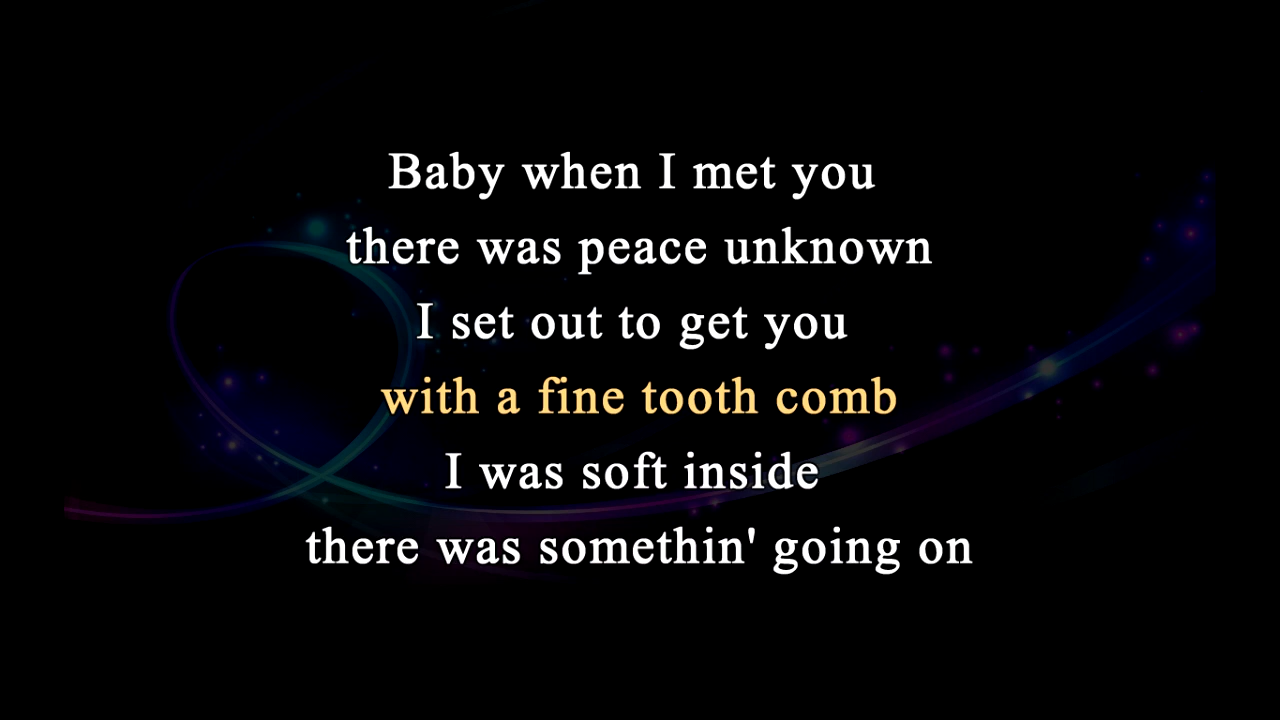 Baby when I met you
there was peace unknown
I set out to get you
with a fine tooth comb
I was soft inside
there was somethin' going on